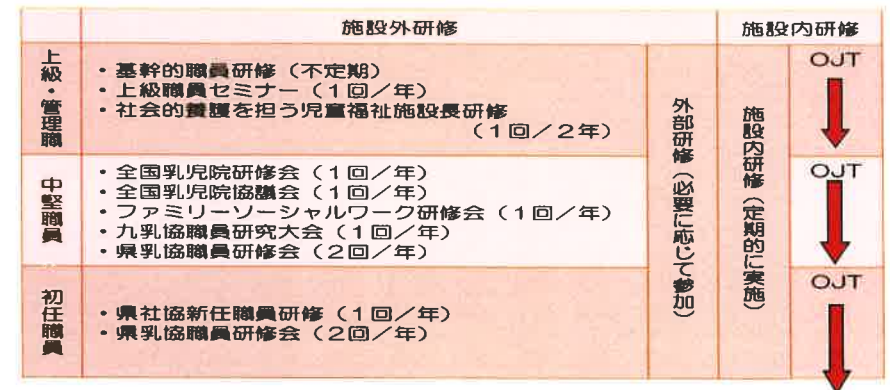 施設外研修
施設内研修
上級・管理職
・基幹的職員研修（不定期）
・上級職員セミナー（1回／年）
・社会的養護を担う児童福祉施設長研修
（1回／2年）
中堅職員
・全国乳児院研修会（1回／年）
・全国乳児院協議会（1回／年）
・ファミリーソーシャルワーク研修会（1回／年）
・九乳協職員研究大会（1回／年）
・県乳協職員研修会（2回／年）
初任職員
・県社協新任職員研修（1回／年）
・県乳協職員研修会（2回／年）
外部研修（必要に応じて参加）
施設内研修（定期的に実施）
OJT
OJT
OJT